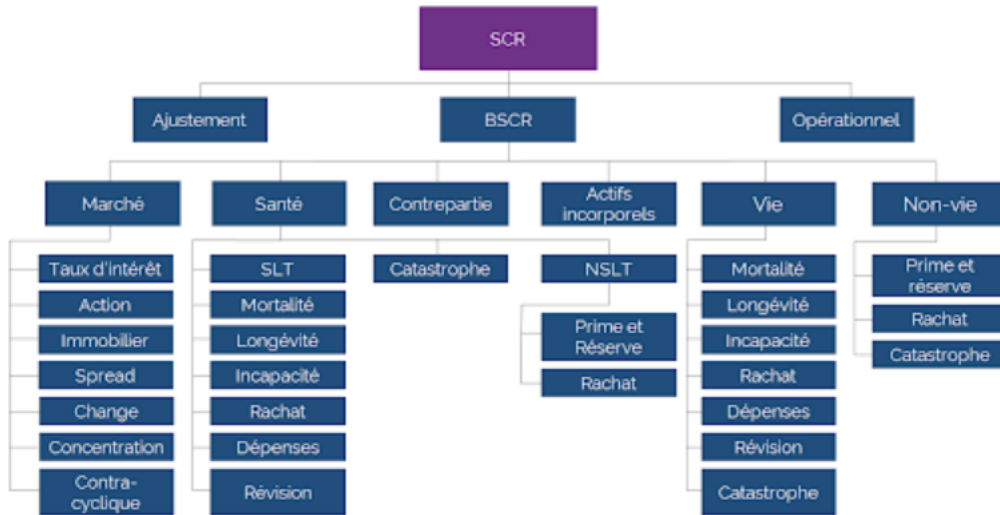 SCR
Ajustement
BSCR
Opérationnel
Marché
Santé
Contrepartie
Actifs
incorporels
Vie
Non-vie
Taux d'intérêt
Action
Immobilier
Spread
Change
Concentration
Contra-
cyclique
SLT
Mortalité
Longévité
Incapacité
Rachat
Dépenses
Révision
Catastrophe
NSLT
Prime et
Réserve
Rachat
Mortalité
Longévité
Incapacité
Rachat
Dépenses
Révision
Catastrophe
Prime et
réserve
Rachat
Catastrophe